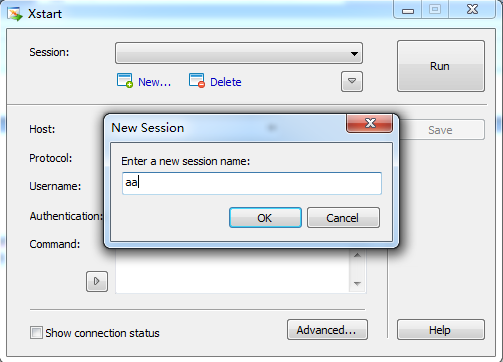 Xstart
Session:
New... Delete
Run
Host:
Save
Protocol:
Username:
Authentication:
Command:
New Session
Enter a new session name:
aa
OK Cancel
Show connection status
Advanced...
Help